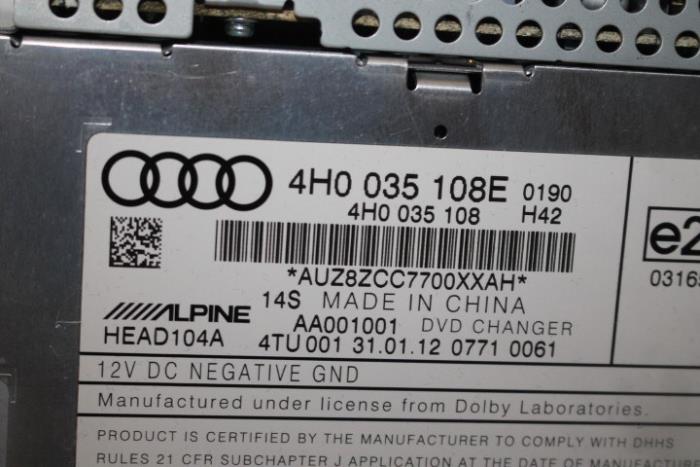 4H0 035 108E 0190
4H0 035 108 H42
*AUZ8ZCC7700XXAH*
14S MADE IN CHINA
ALPINE
AA001001 DVD CHANGER
HEAD104A
4TU 001 31.01.12 0771 0061
12V DC NEGATIVE GND
Manufactured under license from Dolby Laboratories.
PRODUCT IS CERTIFIED BY THE MANUFACTURER TO COMPLY WITH DHHS
RULES 21 CFR SUBCHAPTER J APPLICATION AT THE DATE OF
e2